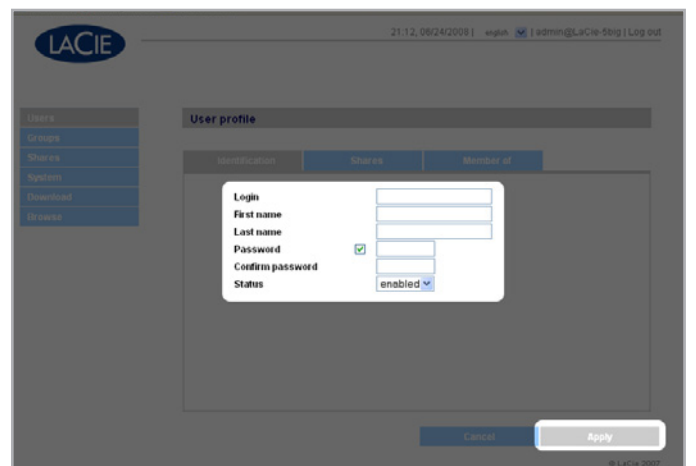 LACIE
21:12, 06/24/2008 | english | admin@LaCie-5big | Log out
Users
Groups
Shares
System
Download
Browse
User profile
Identification Shares Member of
Login
First name
Last name
Password
Confirm password
Status enabled
Cancel Apply
© LaCie 2007